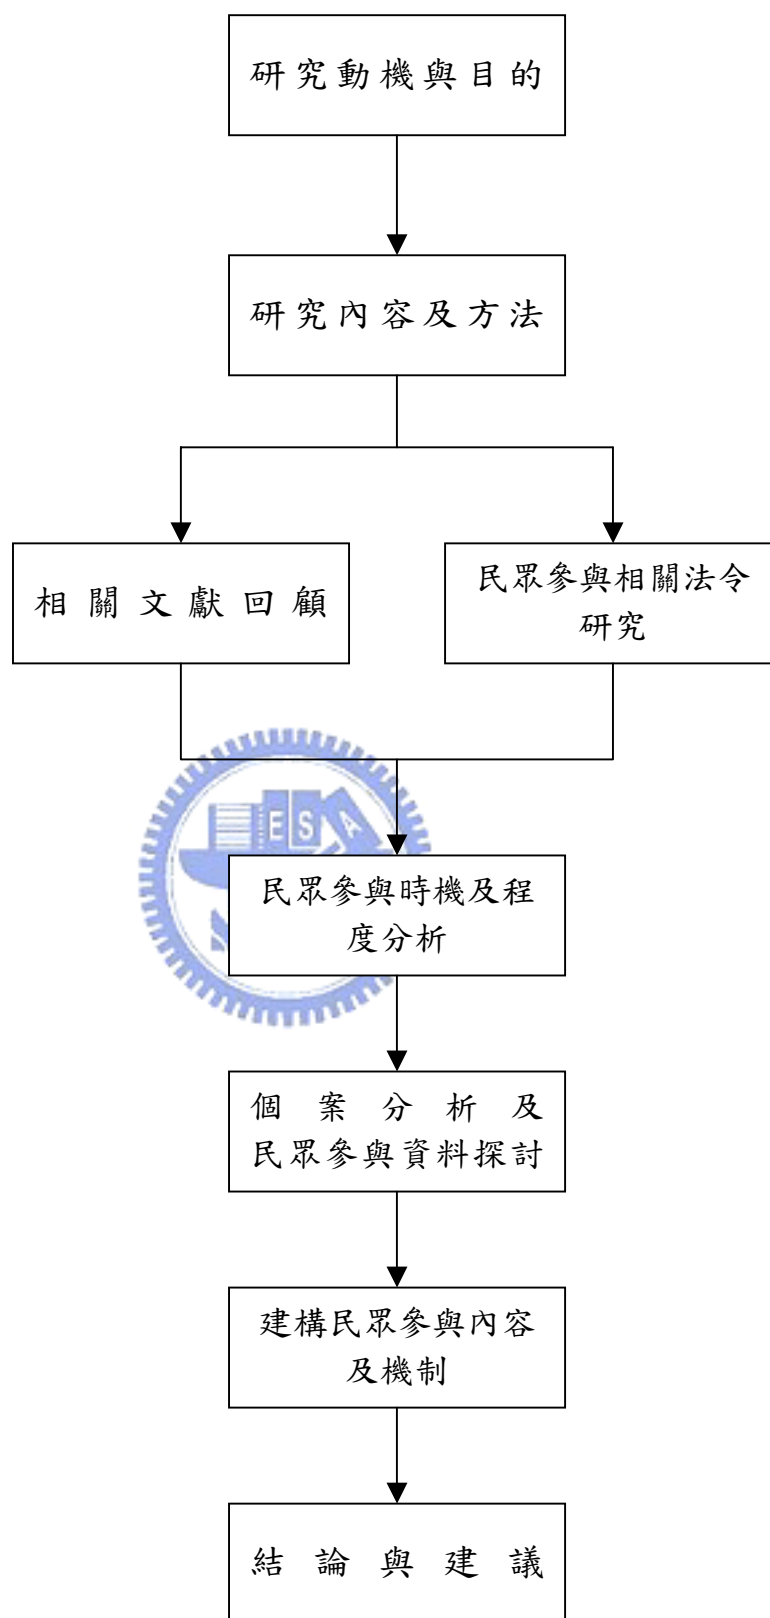 研究動機與目的
研究內容及方法
相關文獻回顧
民眾參與相關法令
研究
ESA
民眾參與時機及程
度分析
個案分析及
民眾參與資料探討
建構民眾參與內容
及機制
結論與建議